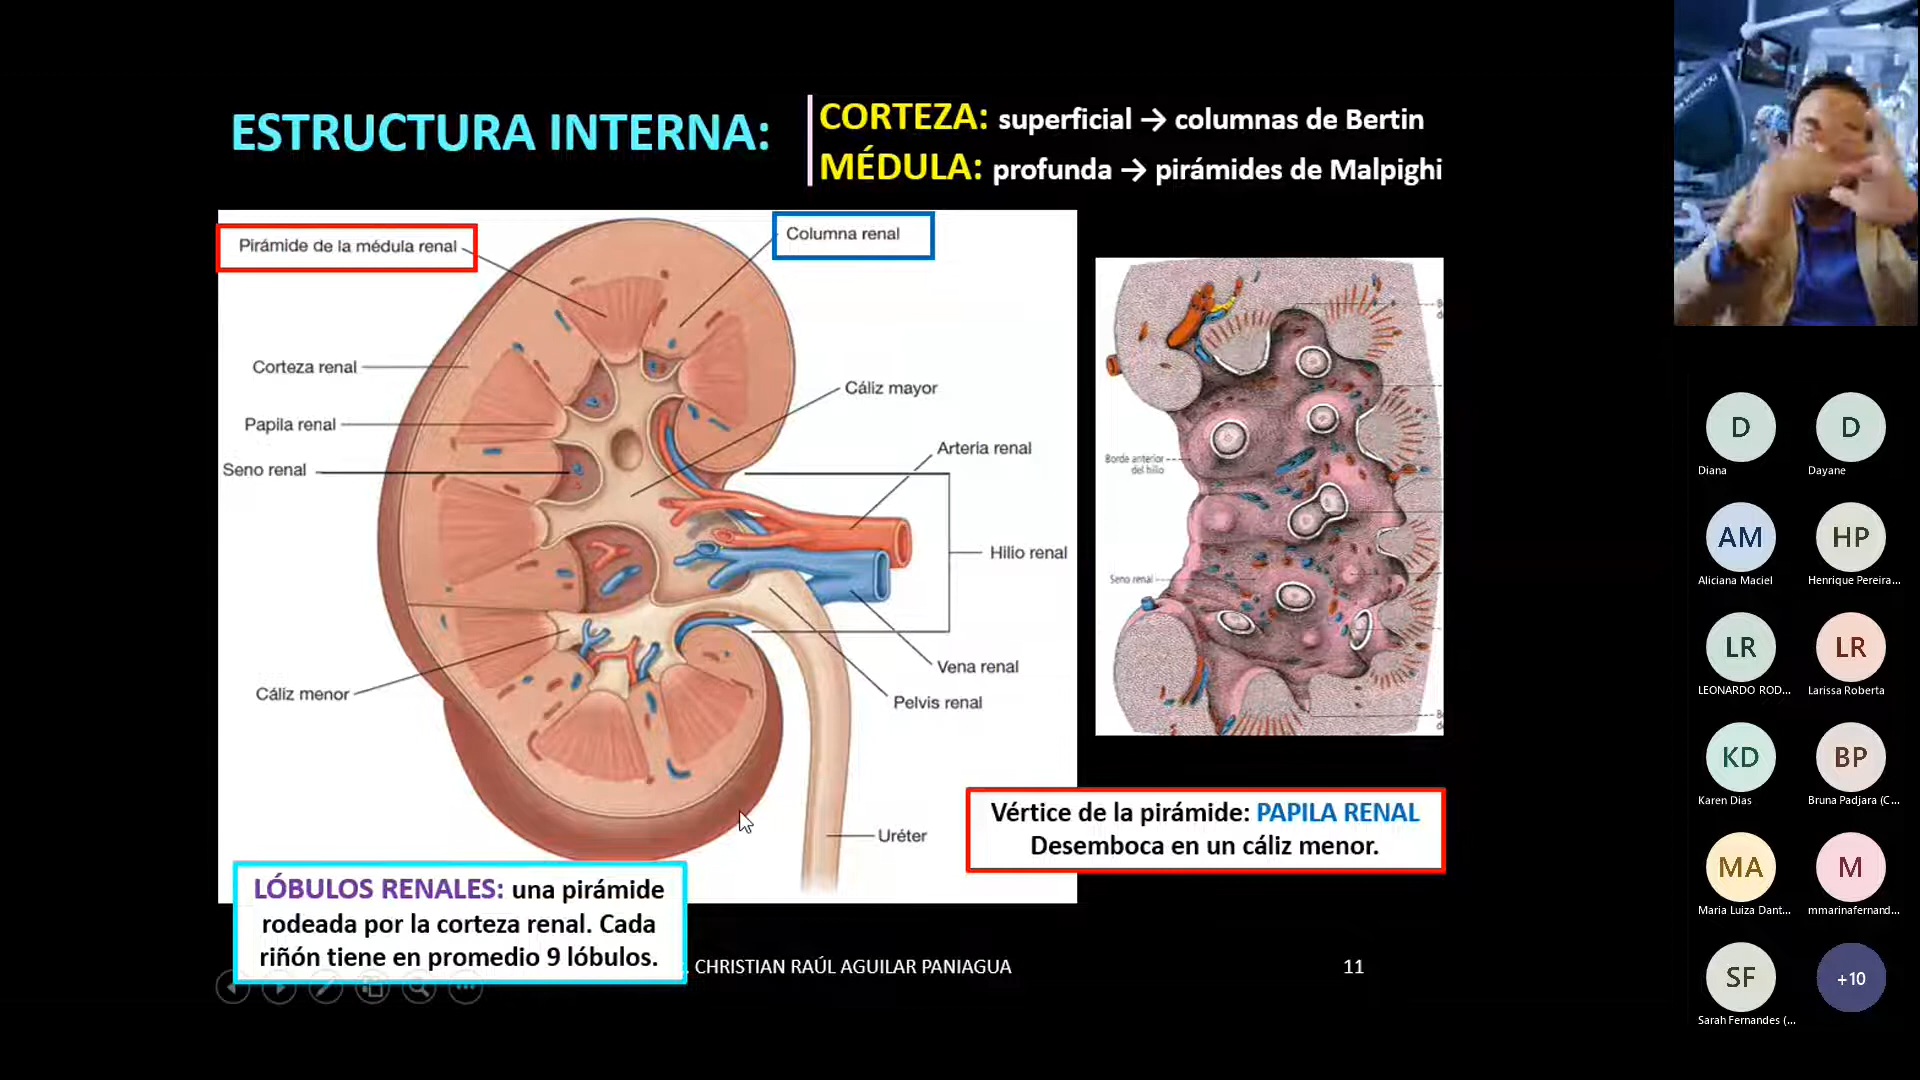 ESTRUCTURA INTERNA:
CORTEZA: superficial → columnas de Bertin
MÉDULA: profunda → pirámides de Malpighi
Pirámide de la médula renal
Columna renal
Corteza renal
Papila renal
Seno renal
Cáliz mayor
Arteria renal
Hilio renal
Vena renal
Pelvis renal
Cáliz menor
Uréter
Borde anterior
del hilio
Seno renal
Vértice de la pirámide: PAPILA RENAL
Desemboca en un cáliz menor.
LÓBULOS RENALES: una pirámide
rodeada por la corteza renal. Cada
riñón tiene en promedio 9 lóbulos.
CHRISTIAN RAÚL AGUILAR PANIAGUA
11
D
Diana
D
Dayane
AM
Aliciana Maciel
HP
Henrique Pereira...
LR
LEONARDO ROD...
LR
Larissa Roberta
KD
Karen Dias
BP
Bruna Padjara (C...
MA
Maria Luiza Dant...
M
mmarinafernand...
SF
Sarah Fernandes (...
+10